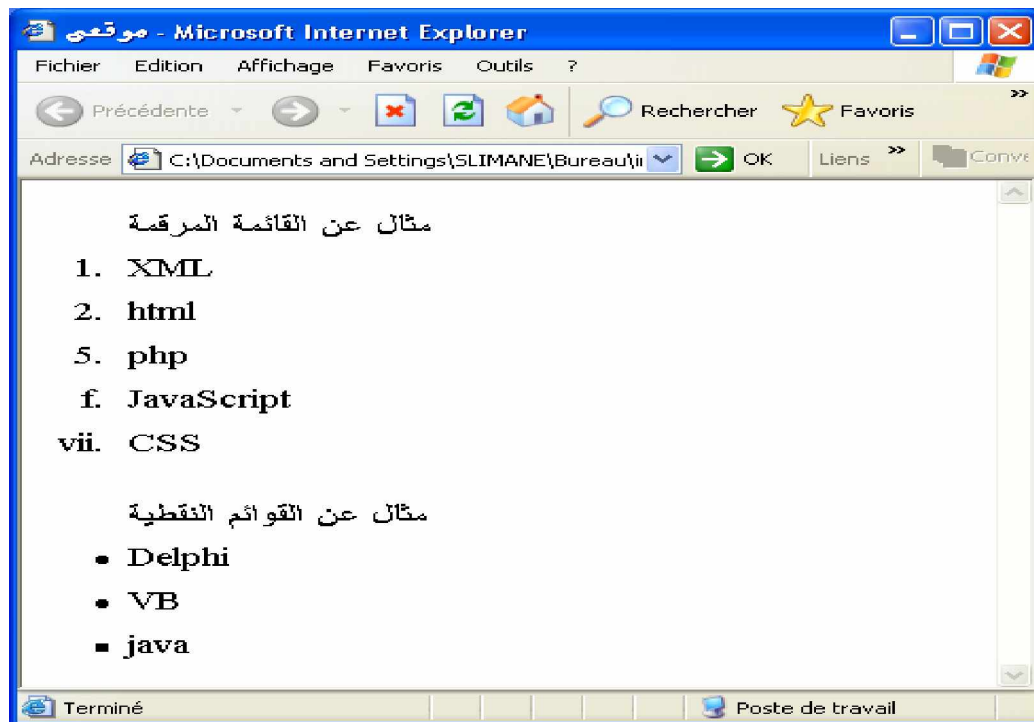 موقعي - Microsoft Internet Explorer
Fichier Edition Affichage Favoris Outils ?
Précédente Rechercher Favoris »
Adresse C:\Documents and Settings\SLIMANE\Bureau\ii OK Liens » Conve
مثال عن القائمة المرقمة
1. XML
2. html
5. php
f. JavaScript
vii. CSS
مثال عن القوائم النقطية
• Delphi
• VB
▪ java
Terminé Poste de travail